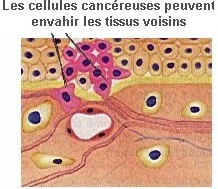 Les cellules cancéreuses peuvent
envahir les tissus voisins